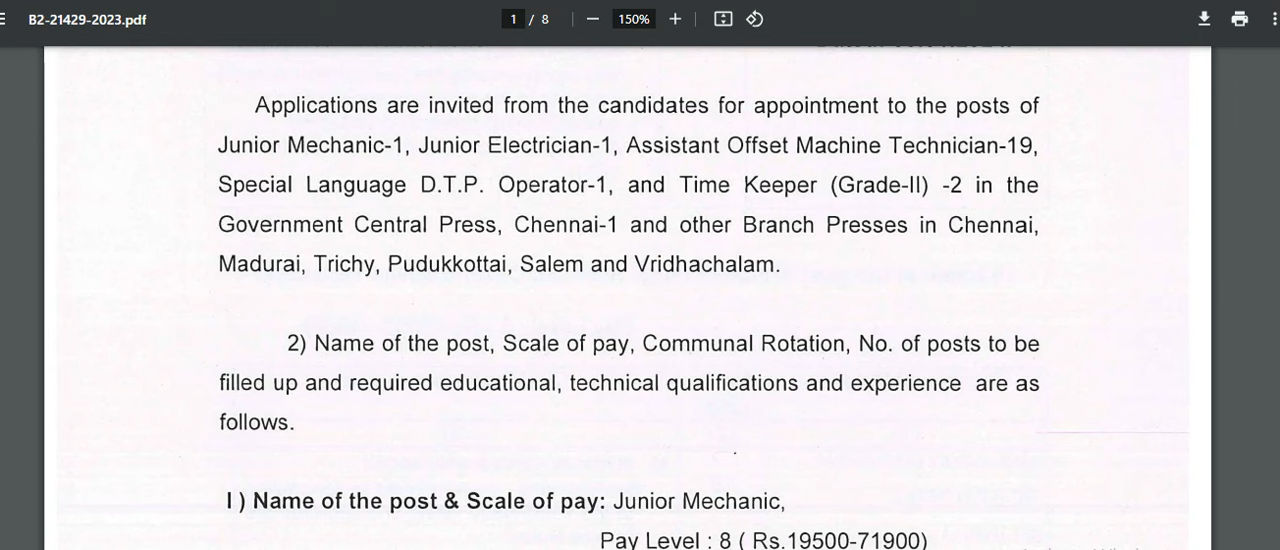 B2-21429-2023.pdf
1 / 8
150%
Applications are invited from the candidates for appointment to the posts of
Junior Mechanic-1, Junior Electrician-1, Assistant Offset Machine Technician-19,
Special Language D.T.P. Operator-1, and Time Keeper (Grade-II) -2 in the
Government Central Press, Chennai-1 and other Branch Presses in Chennai,
Madurai, Trichy, Pudukkottai, Salem and Vridhachalam.
2) Name of the post, Scale of pay, Communal Rotation, No. of posts to be
filled up and required educational, technical qualifications and experience are as
follows.
I) Name of the post & Scale of pay: Junior Mechanic,
Pay Level : 8 ( Rs.19500-71900)